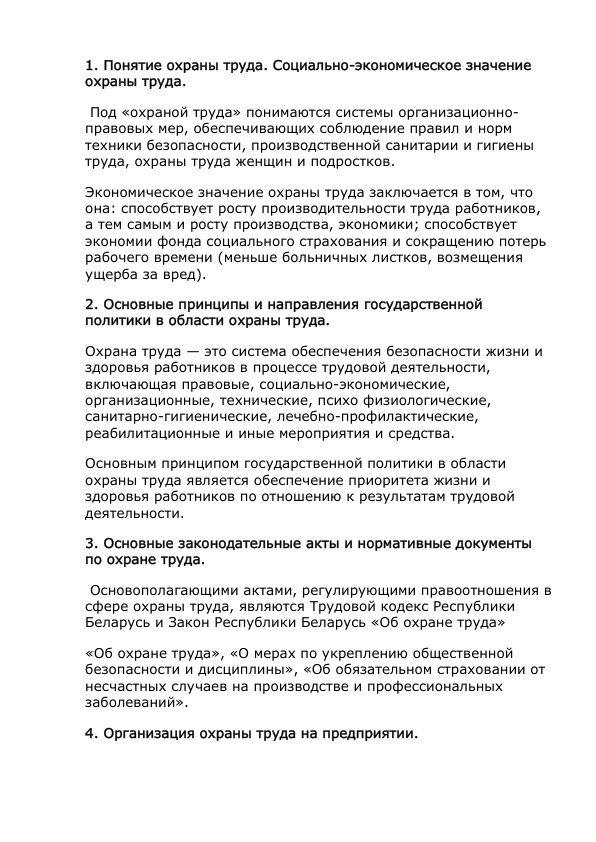 1. Понятие охраны труда. Социально-экономическое значение
охраны труда.
Под «охраной труда» понимаются системы организационно-
правовых мер, обеспечивающих соблюдение правил и норм
техники безопасности, производственной санитарии и гигиены
труда, охраны труда женщин и подростков.
Экономическое значение охраны труда заключается в том, что
она: способствует росту производительности труда работников,
а тем самым и росту производства, экономики; способствует
экономии фонда социального страхования и сокращению потерь
рабочего времени (меньше больничных листков, возмещения
ущерба за вред).
2. Основные принципы и направления государственной
политики в области охраны труда.
Охрана труда — это система обеспечения безопасности жизни и
здоровья работников в процессе трудовой деятельности,
включающая правовые, социально-экономические,
организационные, технические, психо физиологические,
санитарно-гигиенические, лечебно-профилактические,
реабилитационные и иные мероприятия и средства.
Основным принципом государственной политики в области
охраны труда является обеспечение приоритета жизни и
здоровья работников по отношению к результатам трудовой
деятельности.
3. Основные законодательные акты и нормативные документы
по охране труда.
Основополагающими актами, регулирующими правоотношения в
сфере охраны труда, являются Трудовой кодекс Республики
Беларусь и Закон Республики Беларусь «Об охране труда»
«Об охране труда», «О мерах по укреплению общественной
безопасности и дисциплины», «Об обязательном страховании от
несчастных случаев на производстве и профессиональных
заболеваний».
4. Организация охраны труда на предприятии.